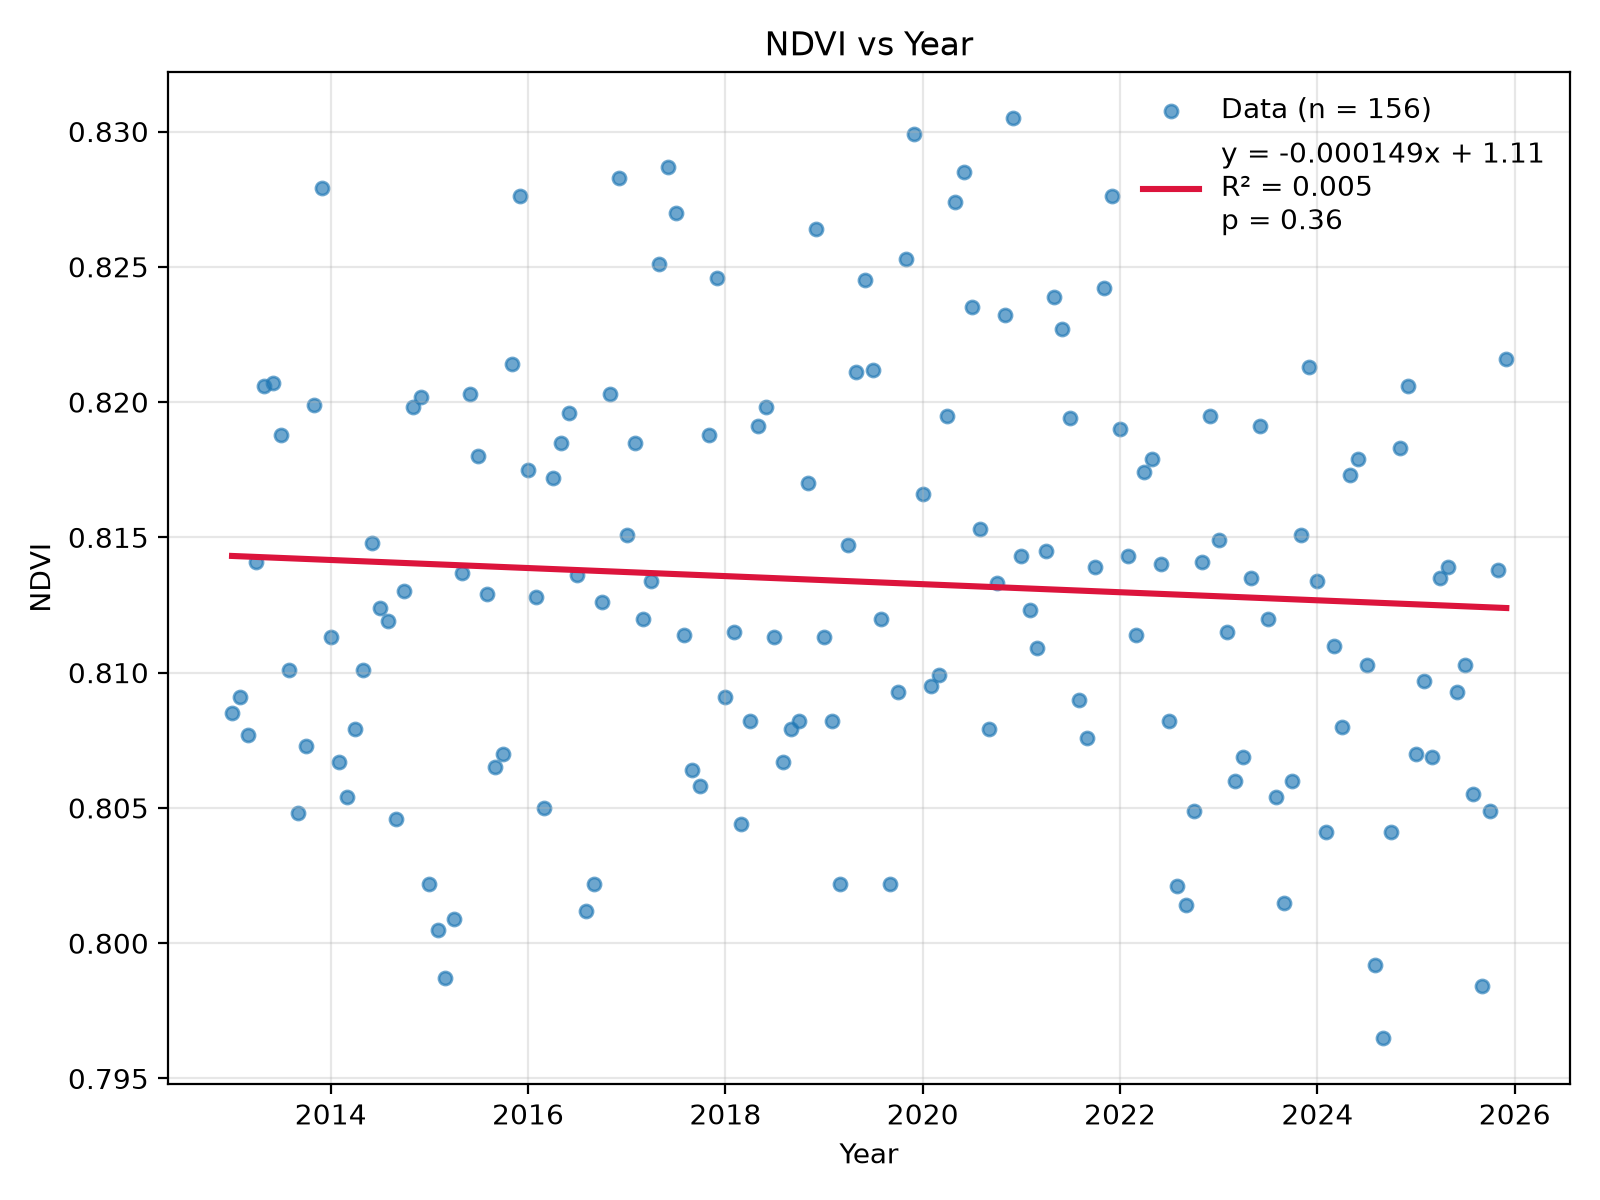 NDVI vs Year
Data (n = 156)
y = -0.000149x + 1.11
R² = 0.005
p = 0.36
0.830
0.825
0.820
0.815
0.810
0.805
0.800
0.795
NDVI
2014 2016 2018 2020 2022 2024 2026
Year